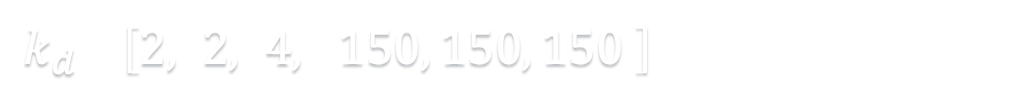 k_d [2, 2, 4, 150, 150, 150 ]